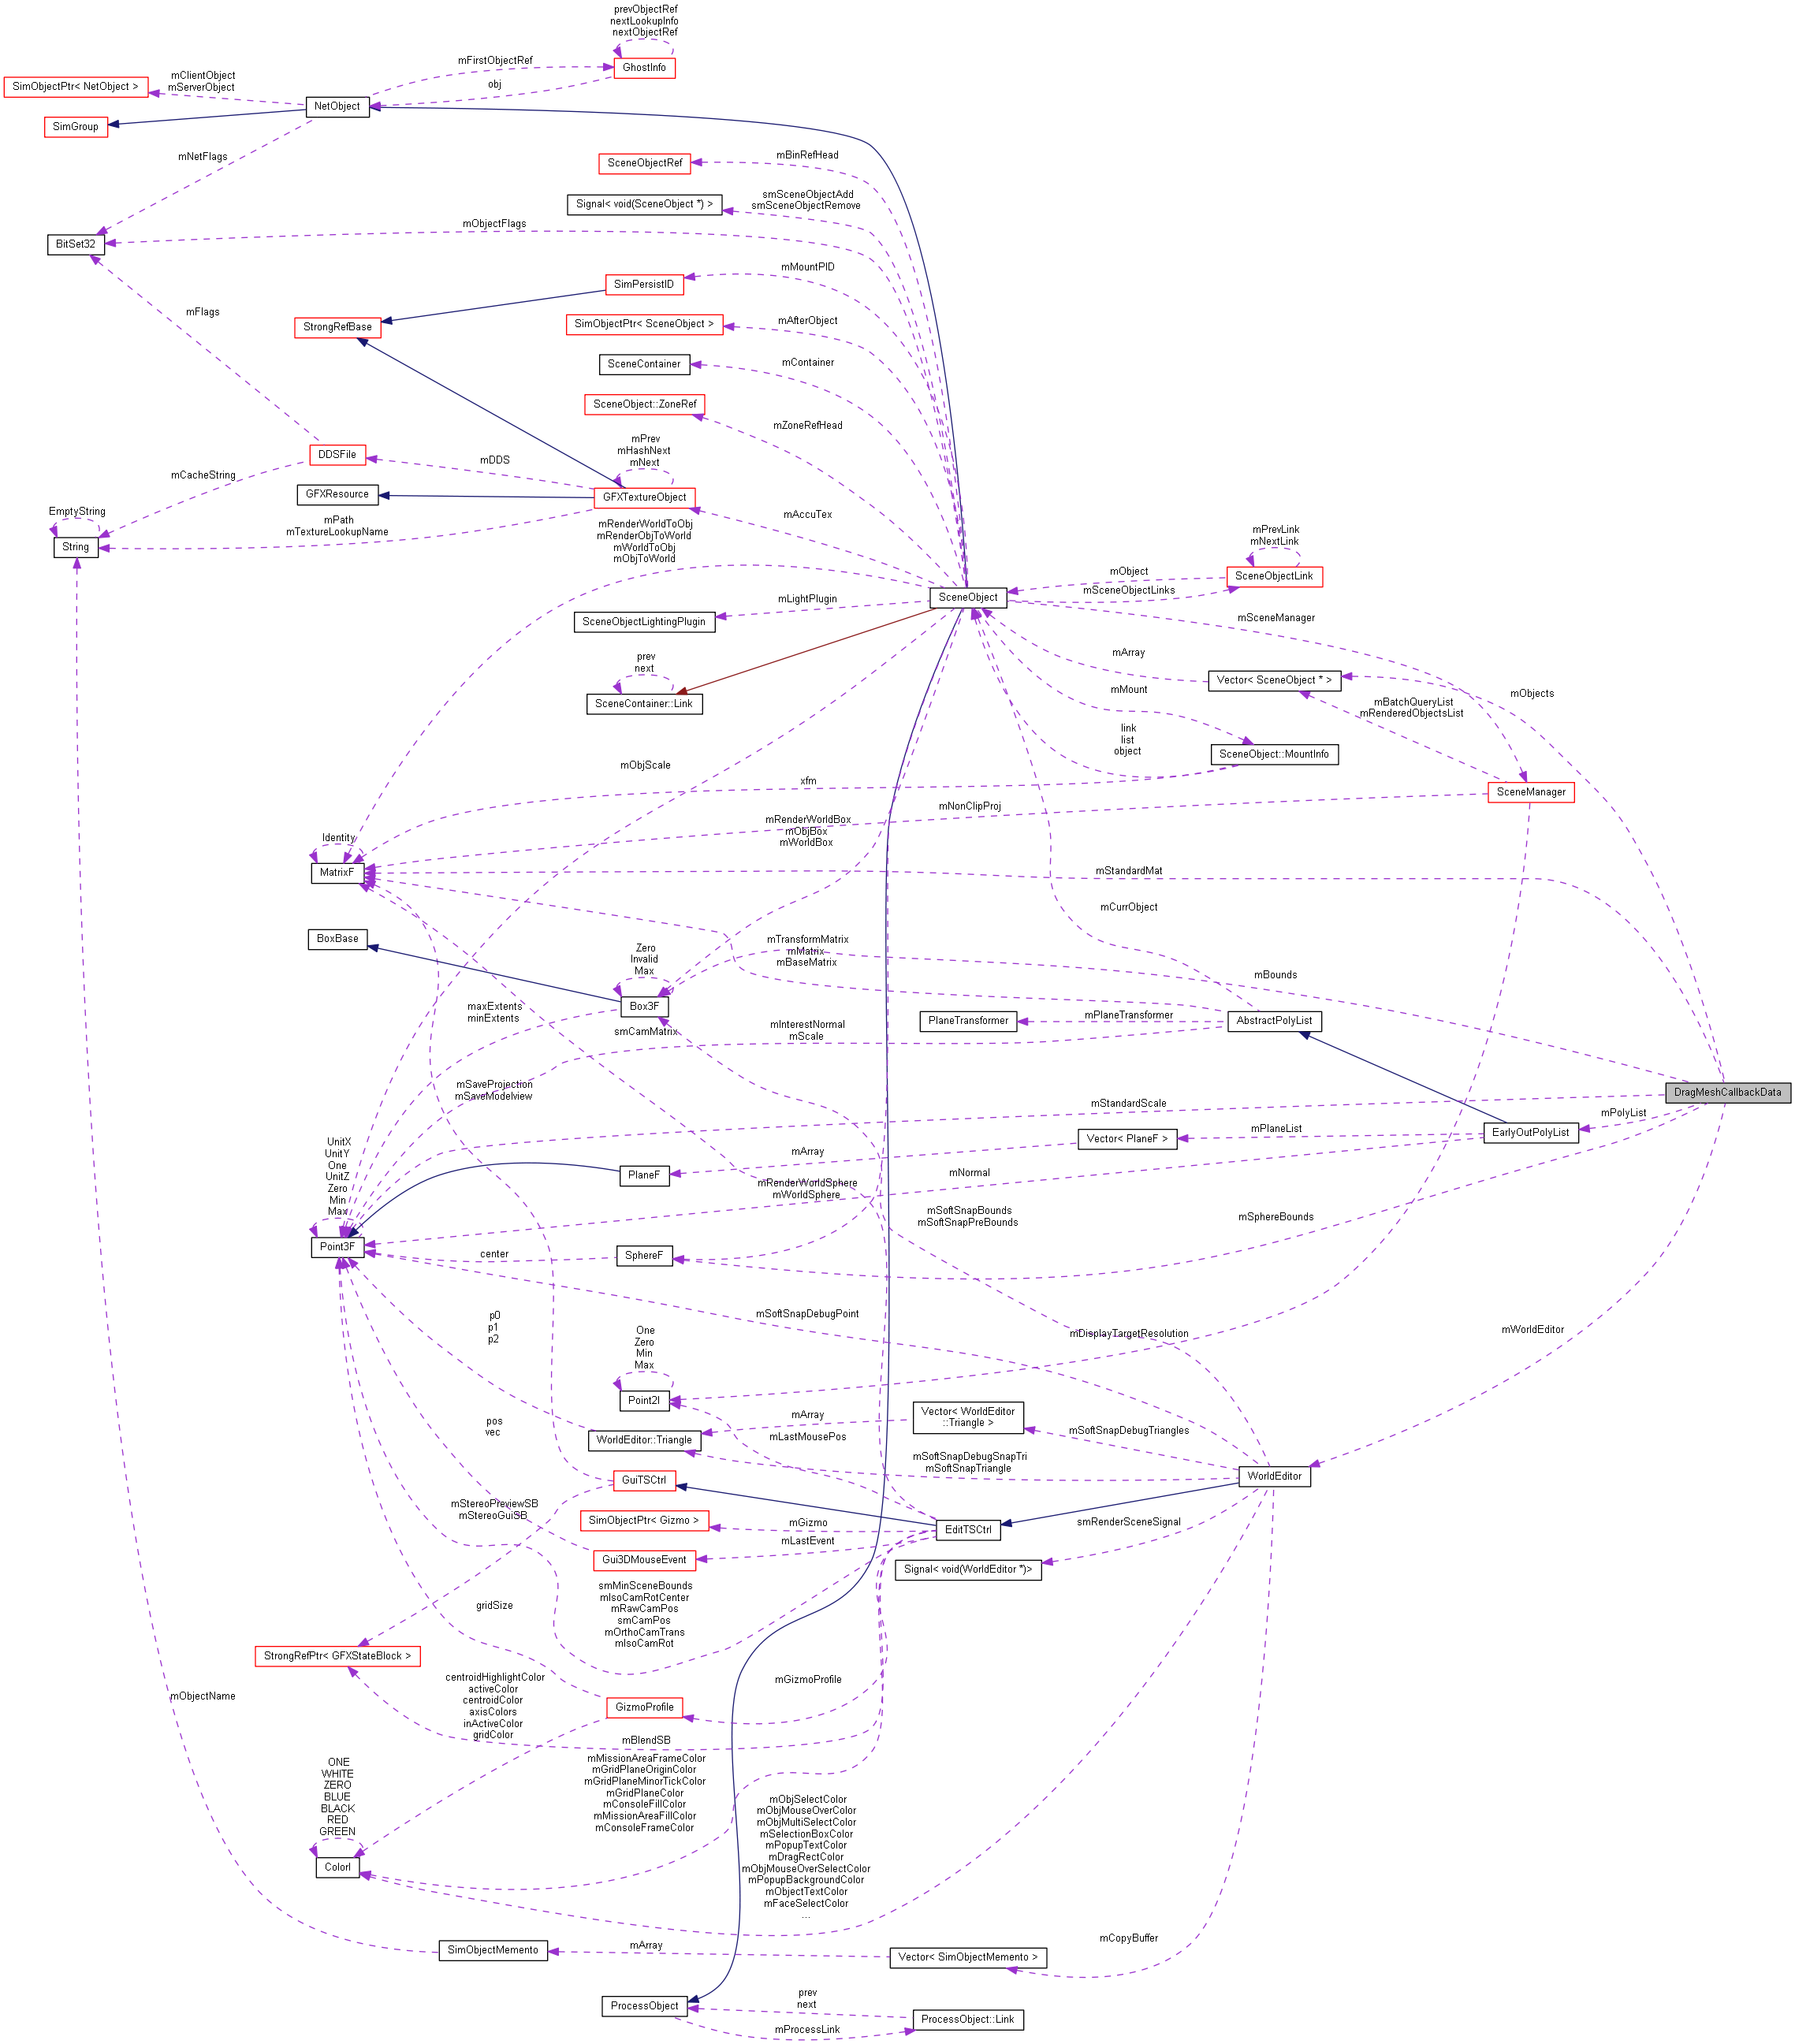 prevObjectRef
nextLookupInfo
nextObjectRef
mFirstObjectRef
GhostInfo
mClientObject
mServerObject
SimObjectPtr< NetObject >
obj
NetObject
SimGroup
mNetFlags
mBinRefHead
SceneObjectRef
smSceneObjectAdd
smSceneObjectRemove
Signal< void(SceneObject *) >
mObjectFlags
BitSet32
mMountPID
SimPersistID
mFlags
StrongRefBase
SimObjectPtr< SceneObject >
mAfterObject
SceneContainer
mContainer
SceneObject::ZoneRef
mZoneRefHead
mPrev
mHashNext
mNext
DDSFile
mDDS
mCacheString
GFXResource
GFXTextureObject
EmptyString
mPath
mTextureLookupName
String
mAccuTex
mRenderWorldToObj
mRenderObjToWorld
mWorldToObj
mObjToWorld
mPrevLink
mNextLink
mObject
SceneObjectLink
mSceneObjectLinks
SceneObject
mLightPlugin
SceneObjectLightingPlugin
mSceneManager
prev
next
SceneContainer::Link
mArray
Vector< SceneObject * >
mMount
mObjects
mBatchQueryList
mRenderedObjectsList
link
list
object
SceneObject::MountInfo
mObjScale
xfm
SceneManager
mNonClipProj
mRenderWorldBox
mObjBox
mWorldBox
Identity
MatrixF
mStandardMat
mCurrObject
BoxBase
Zero
Invalid
Max
mTransformMatrix
mMatrix
mBaseMatrix
mBounds
maxExtents
minExtents
Box3F
smCamMatrix
mInterestNormal
mScale
PlaneTransformer
mPlaneTransformer
AbstractPolyList
mSaveProjection
mSaveModelview
DragMeshCallbackData
mStandardScale
mPolyList
UnitX
UnitY
One
UnitZ
Zero
Min
Max
Vector< PlaneF >
mPlaneList
EarlyOutPolyList
mArray
PlaneF
mNormal
mRenderWorldSphere
mWorldSphere
mSoftSnapBounds
mSoftSnapPreBounds
mSphereBounds
Point3F
center
SphereF
p0
p1
p2
mSoftSnapDebugPoint
mDisplayTargetResolution
mWorldEditor
One
Zero
Min
Max
Point2I
Vector< WorldEditor
::Triangle >
mArray
mSoftSnapDebugTriangles
pos
vec
WorldEditor::Triangle
mLastMousePos
mSoftSnapDebugSnapTri
mSoftSnapTriangle
GuiTSCtrl
WorldEditor
mStereoPreviewSB
mStereoGuiSB
SimObjectPtr< Gizmo >
mGizmo
EditTSCtrl
smRenderSceneSignal
mLastEvent
Gui3DMouseEvent
Signal< void(WorldEditor *)>
smMinSceneBounds
mIsoCamRotCenter
mRawCamPos
smCamPos
mOrthoCamTrans
mIsoCamRot
gridSize
StrongRefPtr< GFXStateBlock >
centroidHighlightColor
activeColor
centroidColor
axisColors
inActiveColor
gridColor
mGizmoProfile
GizmoProfile
mObjectName
mBlendSB
ONE
WHITE
ZERO
BLUE
BLACK
RED
GREEN
mMissionAreaFrameColor
mGridPlaneOriginColor
mGridPlaneMinorTickColor
mGridPlaneColor
mConsoleFillColor
mMissionAreaFillColor
mConsoleFrameColor
mObjSelectColor
mObjMouseOverColor
mObjMultiSelectColor
mSelectionBoxColor
mPopupTextColor
mDragRectColor
mObjMouseOverSelectColor
mPopupBackgroundColor
mObjectTextColor
mFaceSelectColor
...
ColorI
mCopyBuffer
SimObjectMemento
mArray
Vector< SimObjectMemento >
ProcessObject
prev
next
ProcessObject::Link
mProcessLink